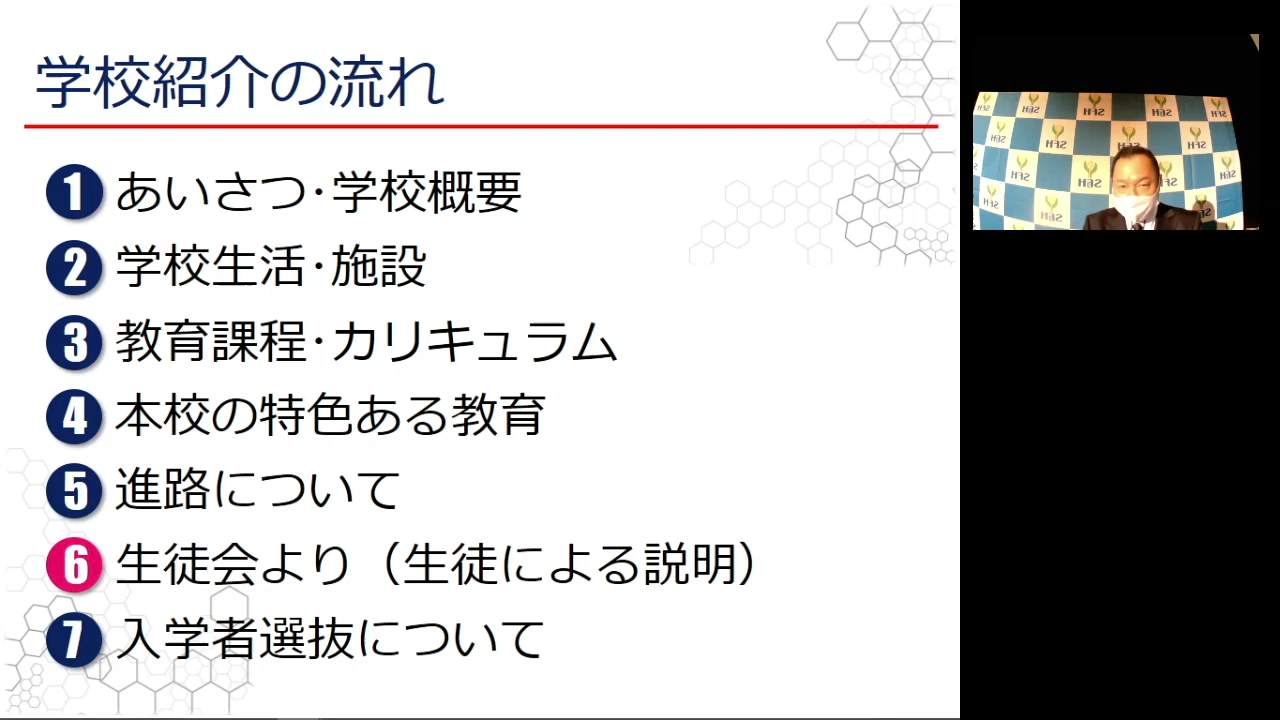 学校紹介の流れ
1 あいさつ･学校概要
2 学校生活･施設
3 教育課程･カリキュラム
4 本校の特色ある教育
5 進路について
6 生徒会より（生徒による説明）
7 入学者選抜について